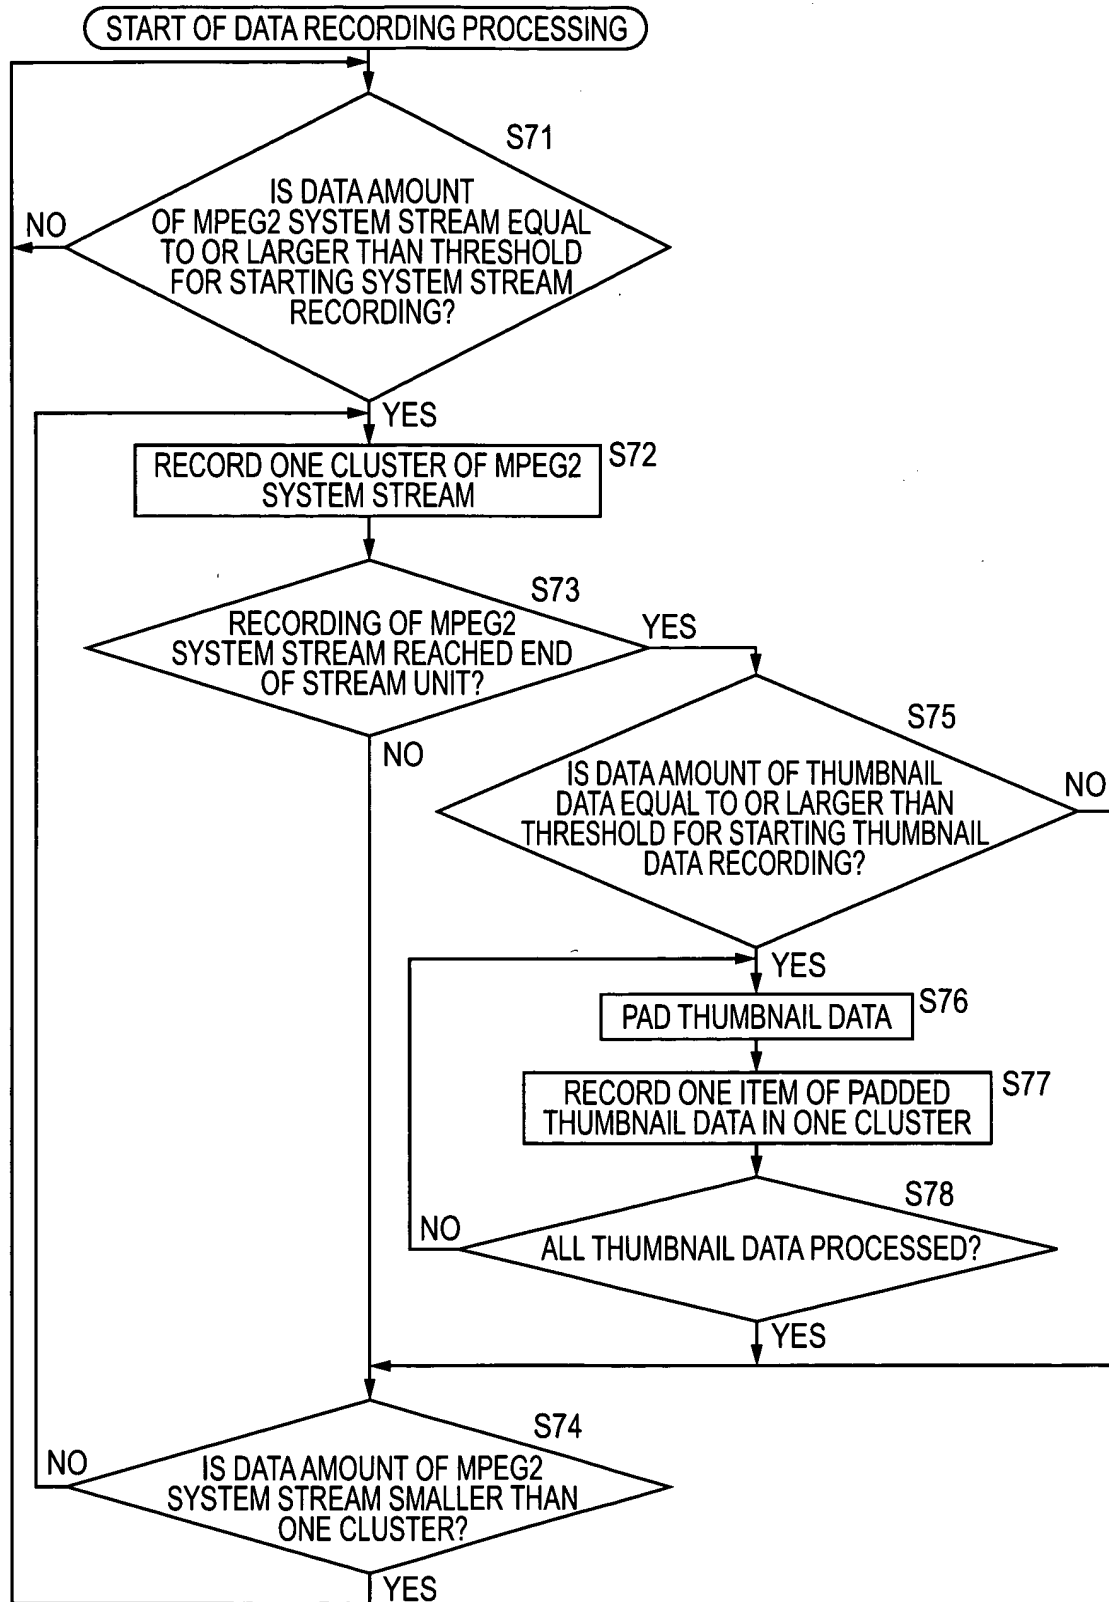 START OF DATA RECORDING PROCESSING
S71
IS DATA AMOUNT
OF MPEG2 SYSTEM STREAM EQUAL
TO OR LARGER THAN THRESHOLD
FOR STARTING SYSTEM STREAM
RECORDING?
NO
YES
RECORD ONE CLUSTER OF MPEG2
SYSTEM STREAM
S72
S73
RECORDING OF MPEG2
SYSTEM STREAM REACHED END
OF STREAM UNIT?
YES
NO
S75
IS DATA AMOUNT OF THUMBNAIL
DATA EQUAL TO OR LARGER THAN
THRESHOLD FOR STARTING THUMBNAIL
DATA RECORDING?
NO
YES
PAD THUMBNAIL DATA
S76
RECORD ONE ITEM OF PADDED
THUMBNAIL DATA IN ONE CLUSTER
S77
S78
NO
ALL THUMBNAIL DATA PROCESSED?
YES
S74
NO
IS DATA AMOUNT OF MPEG2
SYSTEM STREAM SMALLER THAN
ONE CLUSTER?
YES